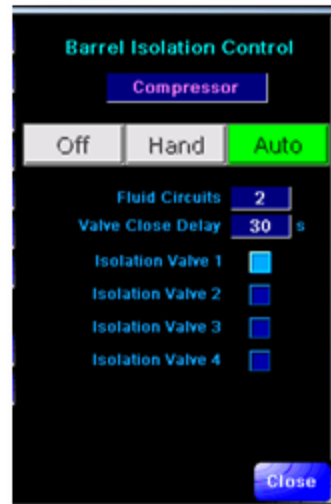 Barrel Isolation Control
Compressor
Off Hand Auto
Fluid Circuits 2
Valve Close Delay 30 s
Isolation Valve 1
Isolation Valve 2
Isolation Valve 3
Isolation Valve 4
Close